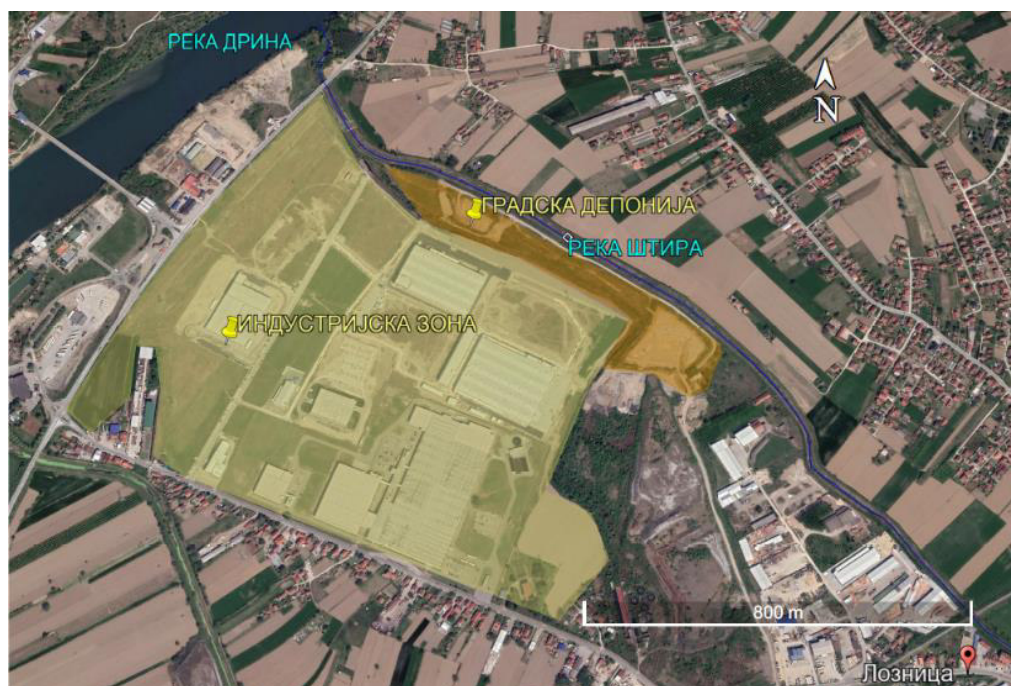 РЕКА ДРИНА
N
ГРАДСКА ДЕПОНИЈА
РЕКА ШТИРА
ИНДУСТРИЈСКА ЗОНА
800 m
Лозница